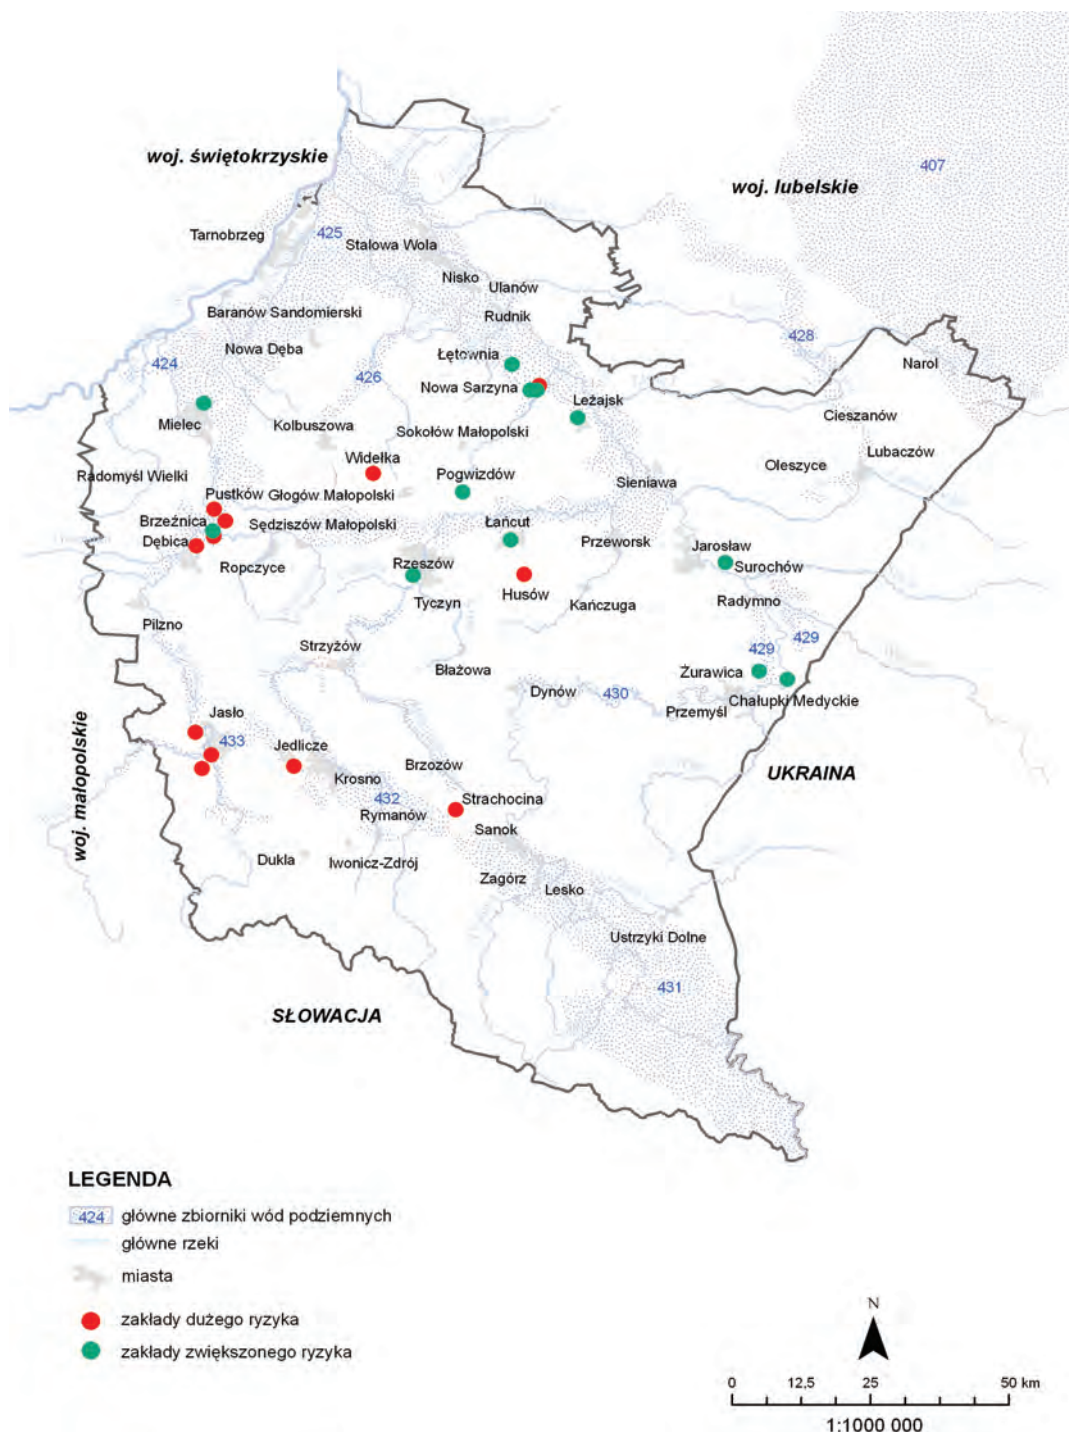 woj. świętokrzyskie
407
woj. lubelskie
Tarnobrzeg
425
Stalowa Wola
Nisko
Ulanów
Baranów Sandomierski
Rudnik
428
Nowa Dęba
Łętownia
424
426
Narol
Nowa Sarzyna
Leżajsk
Mielec
Kolbuszowa
Sokołów Małopolski
Cieszanów
Widełka
Lubaczów
Radomyśl Wielki
Pogwizdów
Oleszyce
Pustków
Głogów Małopolski
Sieniawa
Brzeźnica
Sędziszów Małopolski
Łańcut
Dębica
Przeworsk
Jarosław
Ropczyce
Rzeszów
Surochów
Husów
Tyczyn
Kańczuga
Radymno
Pilzno
429
Strzyżów
429
Błażowa
Żurawica
Dynów
430
Chałupki Medyckie
Przemyśl
Jasło
433
Jedlicze
woj. małopolskie
Krosno
Brzozów
UKRAINA
432
Strachocina
Rymanów
Sanok
Dukla
Iwonicz-Zdrój
Zagórz
Lesko
Ustrzyki Dolne
431
SŁOWACJA
LEGENDA
424 główne zbiorniki wód podziemnych
główne rzeki
miasta
zakłady dużego ryzyka
zakłady zwiększonego ryzyka
N
0 12,5 25 50 km
1:1000 000